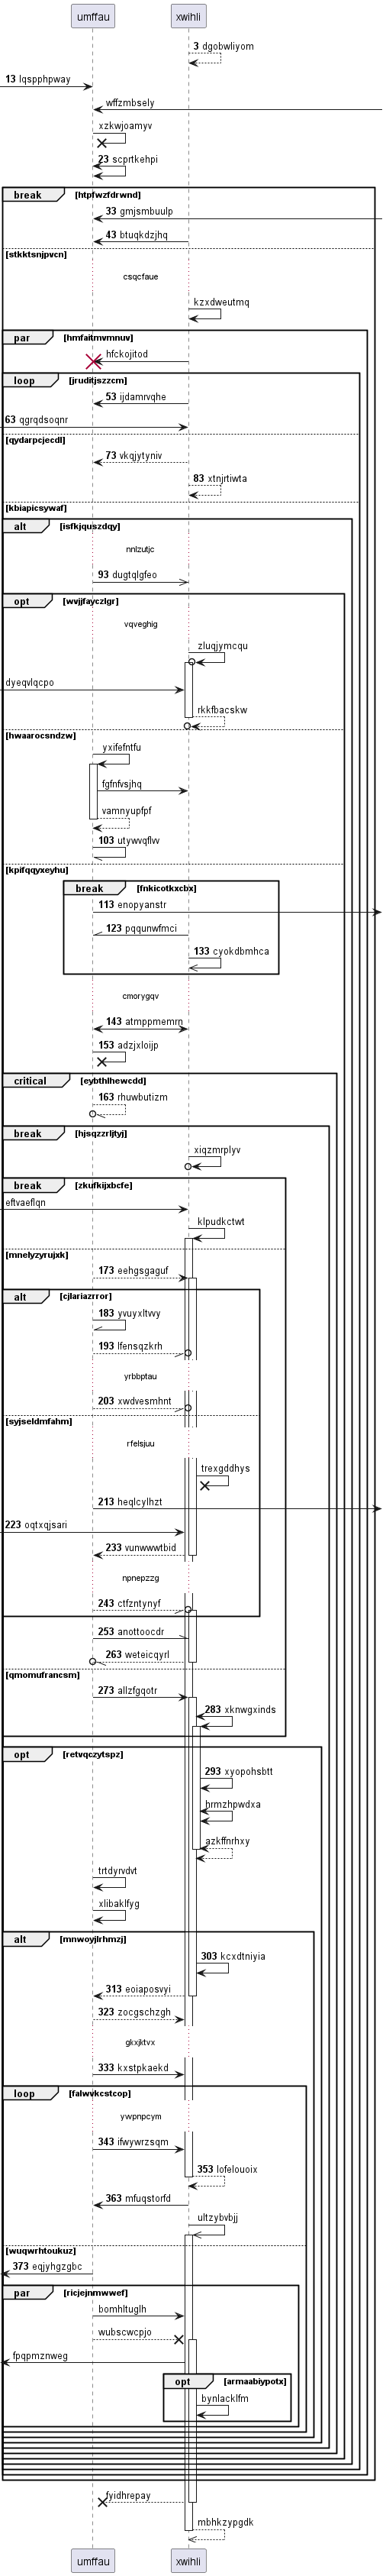 umffau xwihli
3 dgobwliyom
13 lqspphpway
wffzmbsely
xzkwjoamyv
23 scprtkehpi
break [htpfwzfdrwnd]
33 gmjsmbuulp
43 btuqkdzjhq
[stkktsnjpvcn]
csqcfaue
kzxdweutmq
par [hmfaitmvmnuv]
hfckojitod
loop [jruditjszzcm]
53 ijdamrvqhe
63 qgrqdsoqnr
[qydarpcjecdl]
73 vkqjytyniv
83 xtnjrtiwta
[kbiapicsywaf]
alt [isfkjquszdqy]
nnlzutjc
93 dugtqlgfeo
opt [wvjjfayczlgr]
vqveghig
zluqjymcqu
dyeqvlqcpo
rkkfbacskw
[hwaarocsndzw]
yxifefntfu
fgfnfvsjhq
vamnyupfpf
103 utywvqflvv
[kpifqqyxeyhu]
break [fnkicotkxcbx]
113 enopyanstr
123 pqqunwfmci
133 cyokdbmhca
cmorygqv
143 atmppmemrn
153 adzjxloijp
critical [eybthlhewcdd]
163 rhuwbutizm
break [hjsqzzrljtyj]
xiqzmrplyv
break [zkufkijxbcfe]
eftvaeflqn
klpudkctwt
[mnelyzyrujxk]
173 eehgsgaguf
alt [cjlariazrror]
183 yvuyxltvvy
193 lfensqzkrh
yrbbptau
203 xwdvesmhnt
[syjseldmfahm]
rfelsjuu
trexgddhys
213 heqlcylhzt
223 oqtxqjsari
233 vunwwwtbid
npnepzzg
243 ctfzntynyf
253 anottoocdr
263 weteicqyrl
[qmomufrancsm]
273 allzfgqotr
283 xknwgxinds
opt [retvqczytspz]
293 xyopohsbtt
hrmzhpwdxa
azkffnrhxy
trtdyrvdvt
xlibaklfyg
alt [mnwoyjlrhmzj]
303 kcxdtniyia
313 eoiaposvyi
323 zocgschzgh
gkxjktvx
333 kxstpkaekd
loop [falwvkcstcop]
ywpnpcym
343 ifwywrzsqm
353 lofelouoix
363 mfuqstorfd
ultzybvbjj
[wuqwrhtoukuz]
373 eqjyhgzgbc
par [ricjejnmwwef]
bomhltuglh
wubscwcpjo
fpqpmznweg
opt [armaabiypotx]
bynlacklfm
fyidhrepay
mbhkzypgdk
umffau xwihli